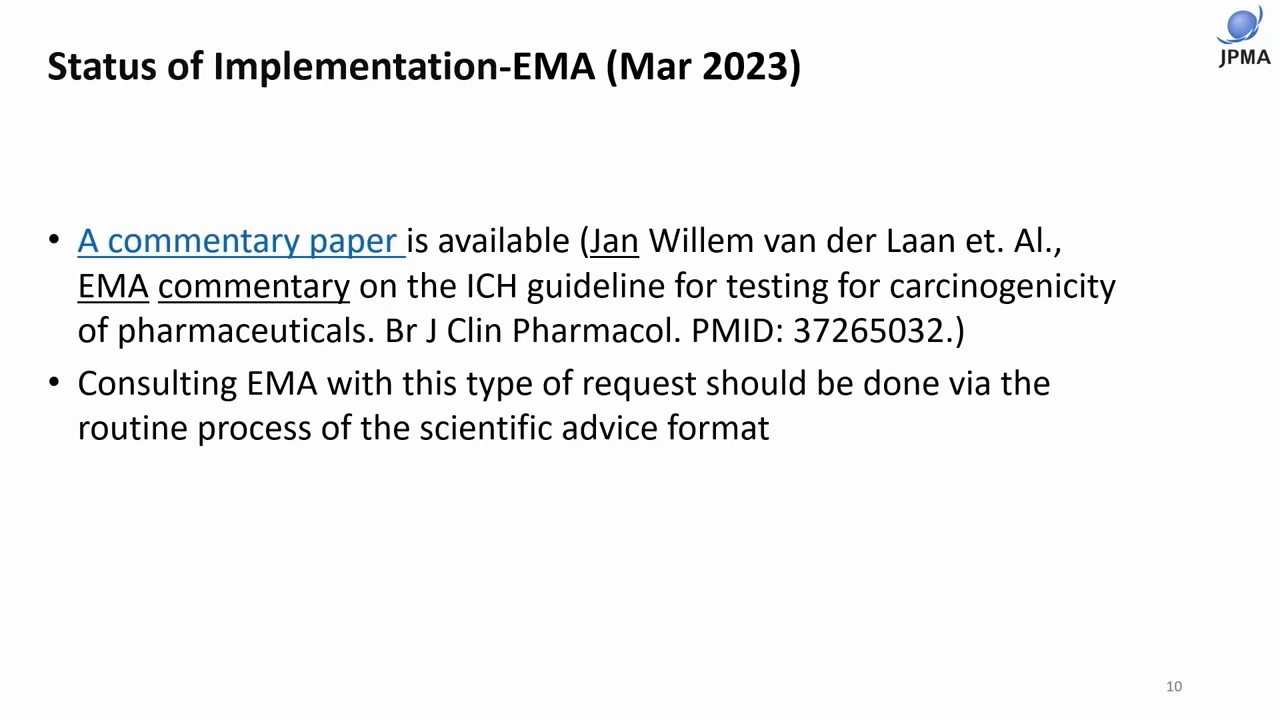 JPMA
Status of Implementation-EMA (Mar 2023)
• A commentary paper is available (Jan Willem van der Laan et. Al.,
EMA commentary on the ICH guideline for testing for carcinogenicity
of pharmaceuticals. Br J Clin Pharmacol. PMID: 37265032.)
• Consulting EMA with this type of request should be done via the
routine process of the scientific advice format
10